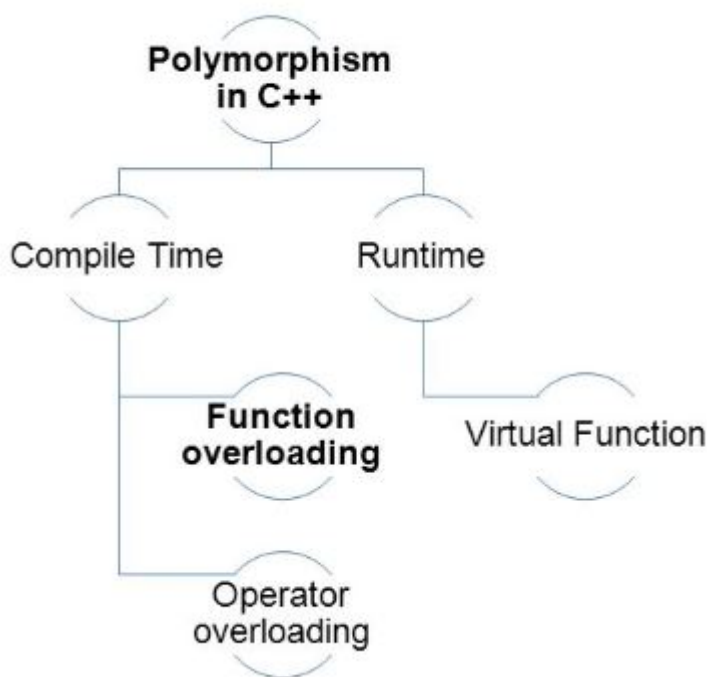 Polymorphism
in C++
Compile Time
Runtime
Function
overloading
Virtual Function
Operator
overloading